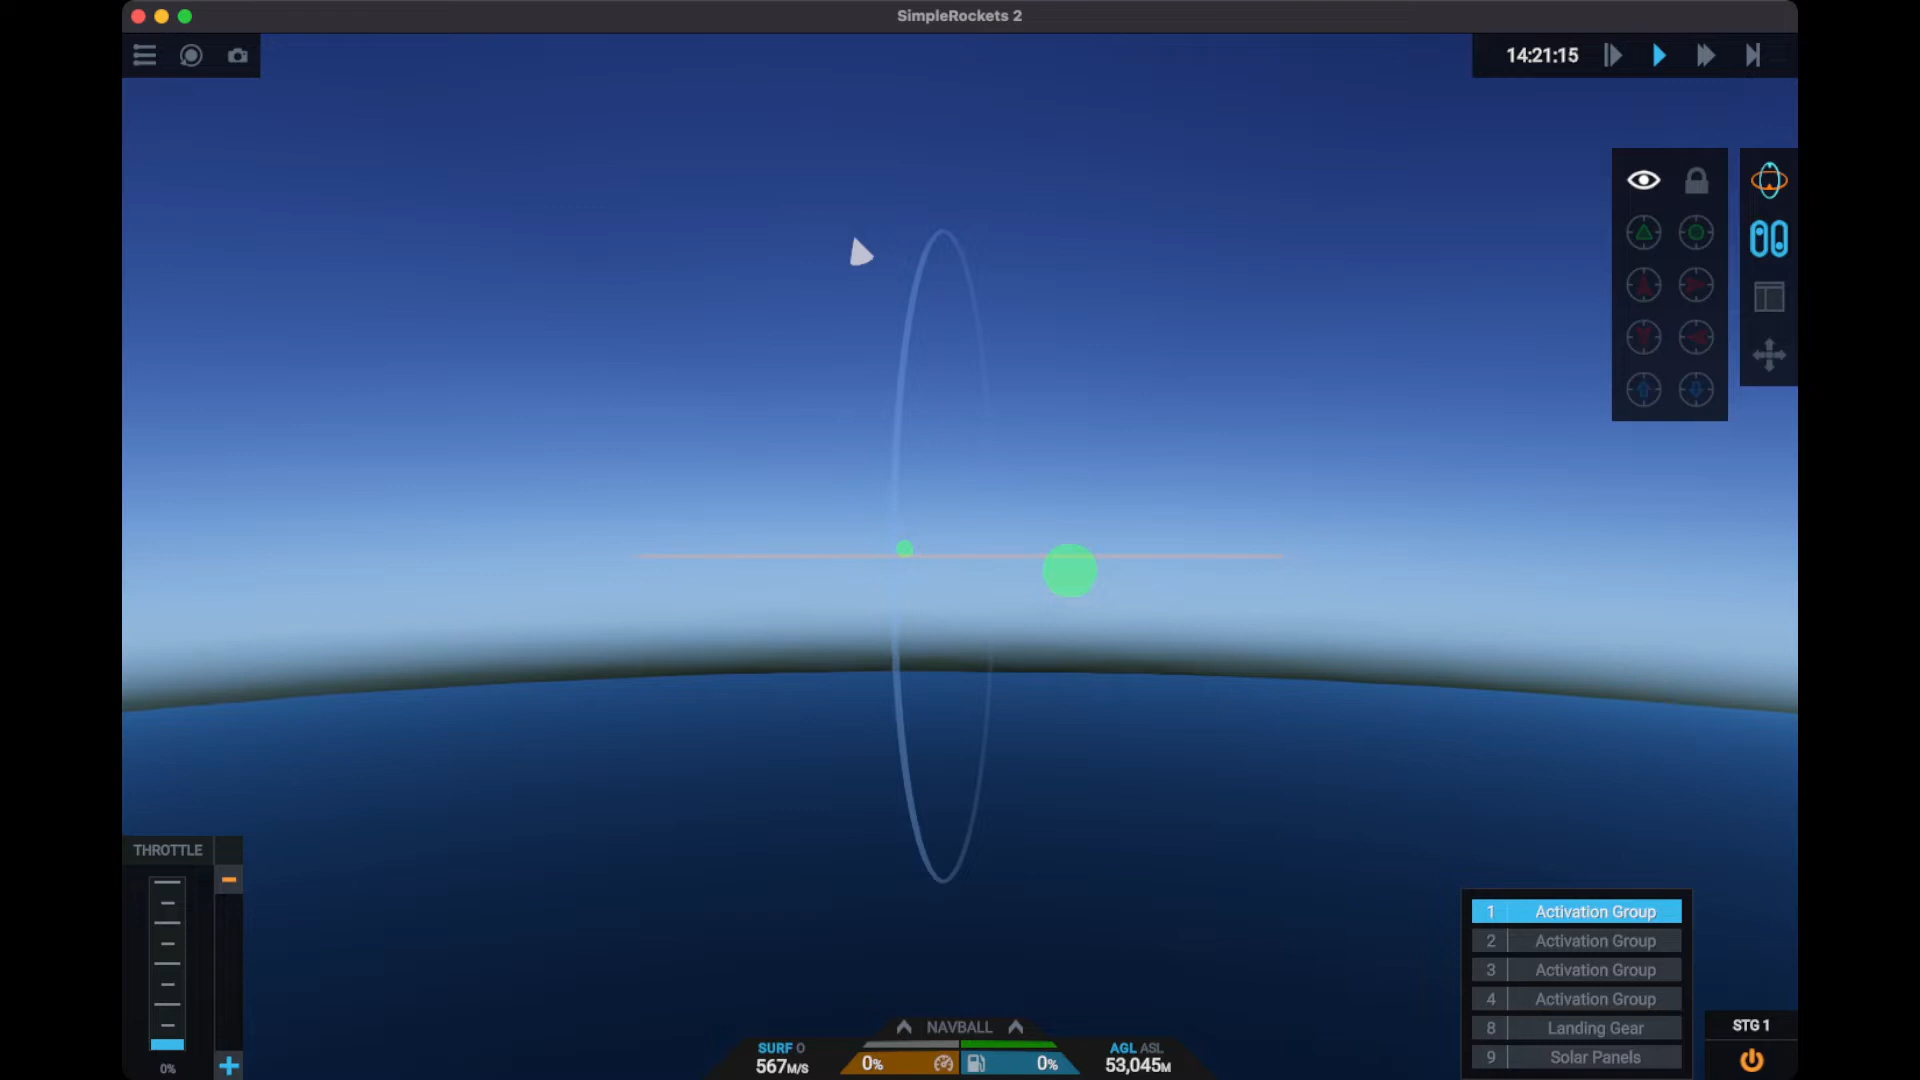 SimpleRockets 2
14:21:15
THROTTLE
0%
NAVBALL
SURF O
567M/S
0%
0%
AGL ASL
53,045M
1 Activation Group
2 Activation Group
3 Activation Group
4 Activation Group
8 Landing Gear
9 Solar Panels
STG 1